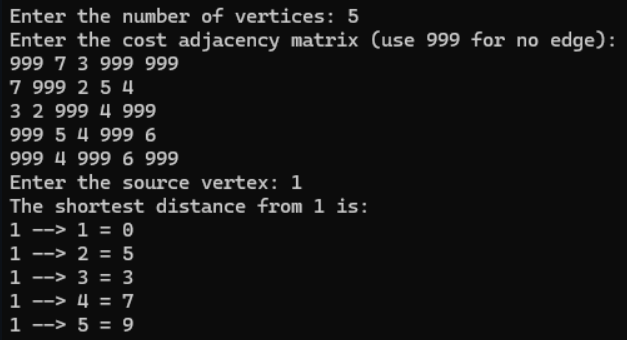 Enter the number of vertices: 5
Enter the cost adjacency matrix (use 999 for no edge):
999 7 3 999 999
7 999 2 5 4
3 2 999 4 999
999 5 4 999 6
999 4 999 6 999
Enter the source vertex: 1
The shortest distance from 1 is:
1 --> 1 = 0
1 --> 2 = 5
1 --> 3 = 3
1 --> 4 = 7
1 --> 5 = 9